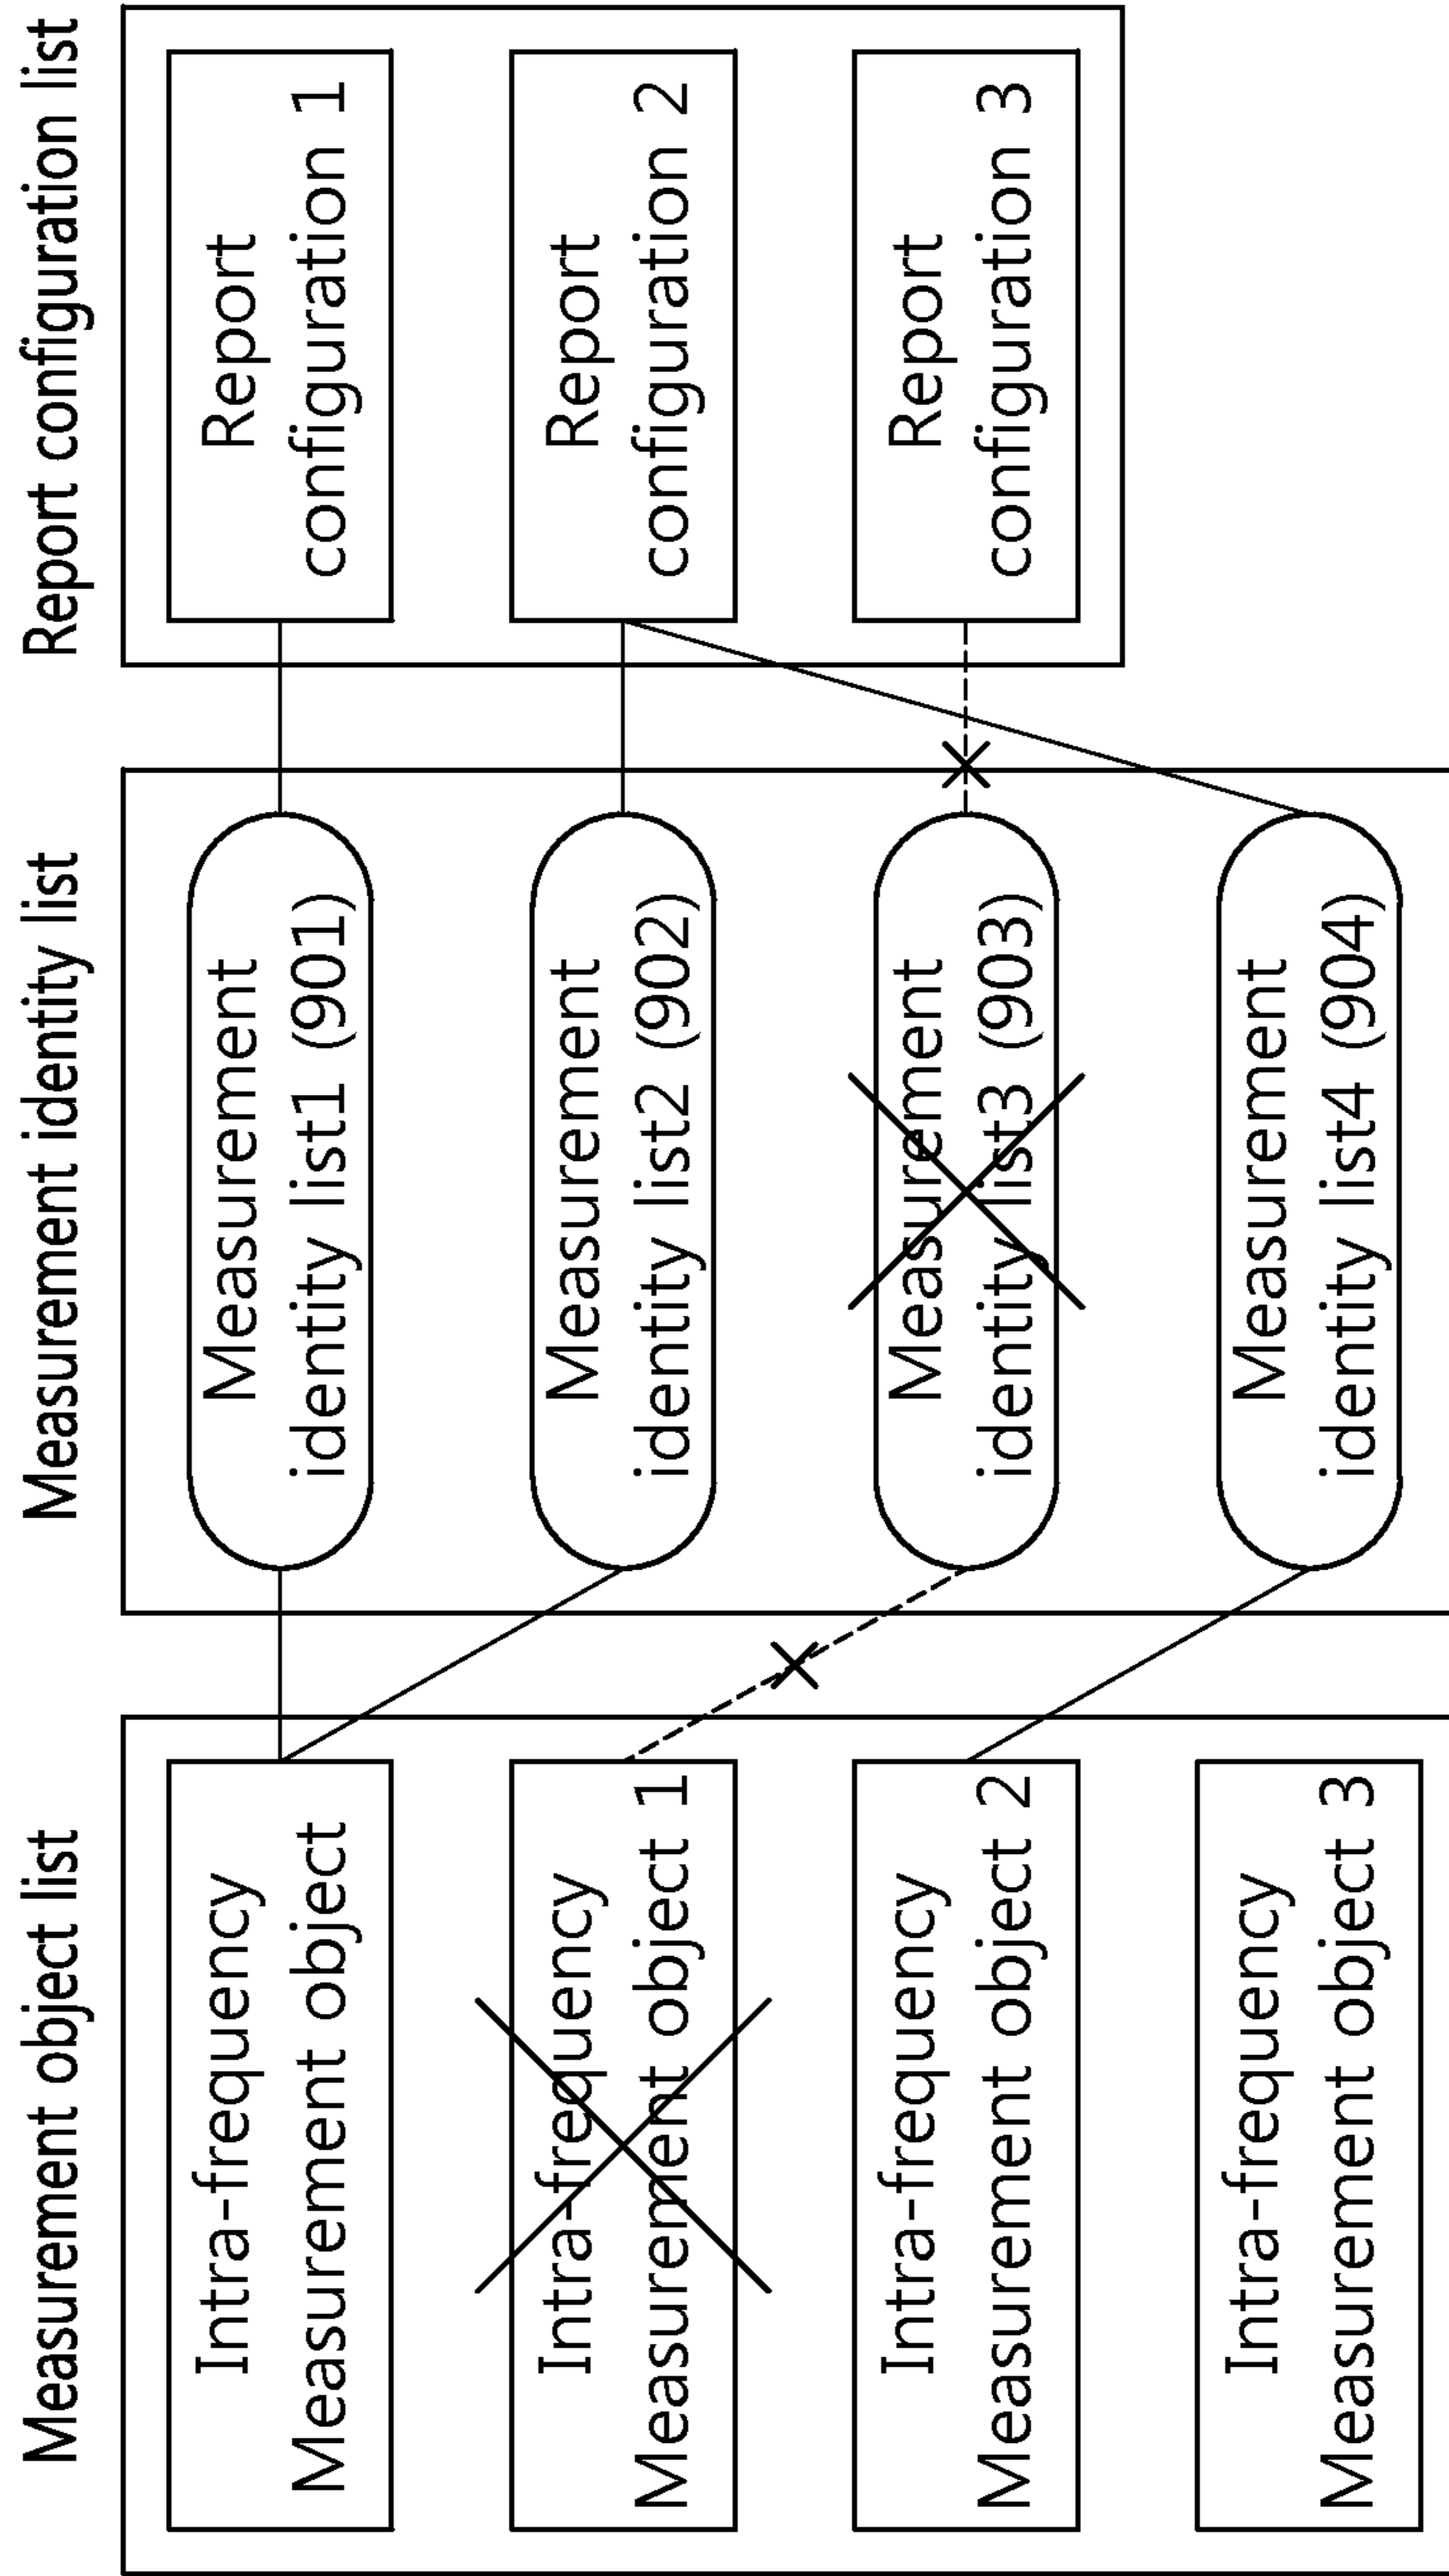 Measurement object list
Intra-frequency
Measurement object
Intra-frequency
Measurement object 1
Intra-frequency
Measurement object 2
Intra-frequency
Measurement object 3
Measurement identity list
Measurement
identity list1 (901)
Measurement
identity list2 (902)
Measurement
identity list3 (903)
Measurement
identity list4 (904)
Report configuration list
Report
configuration 1
Report
configuration 2
Report
configuration 3